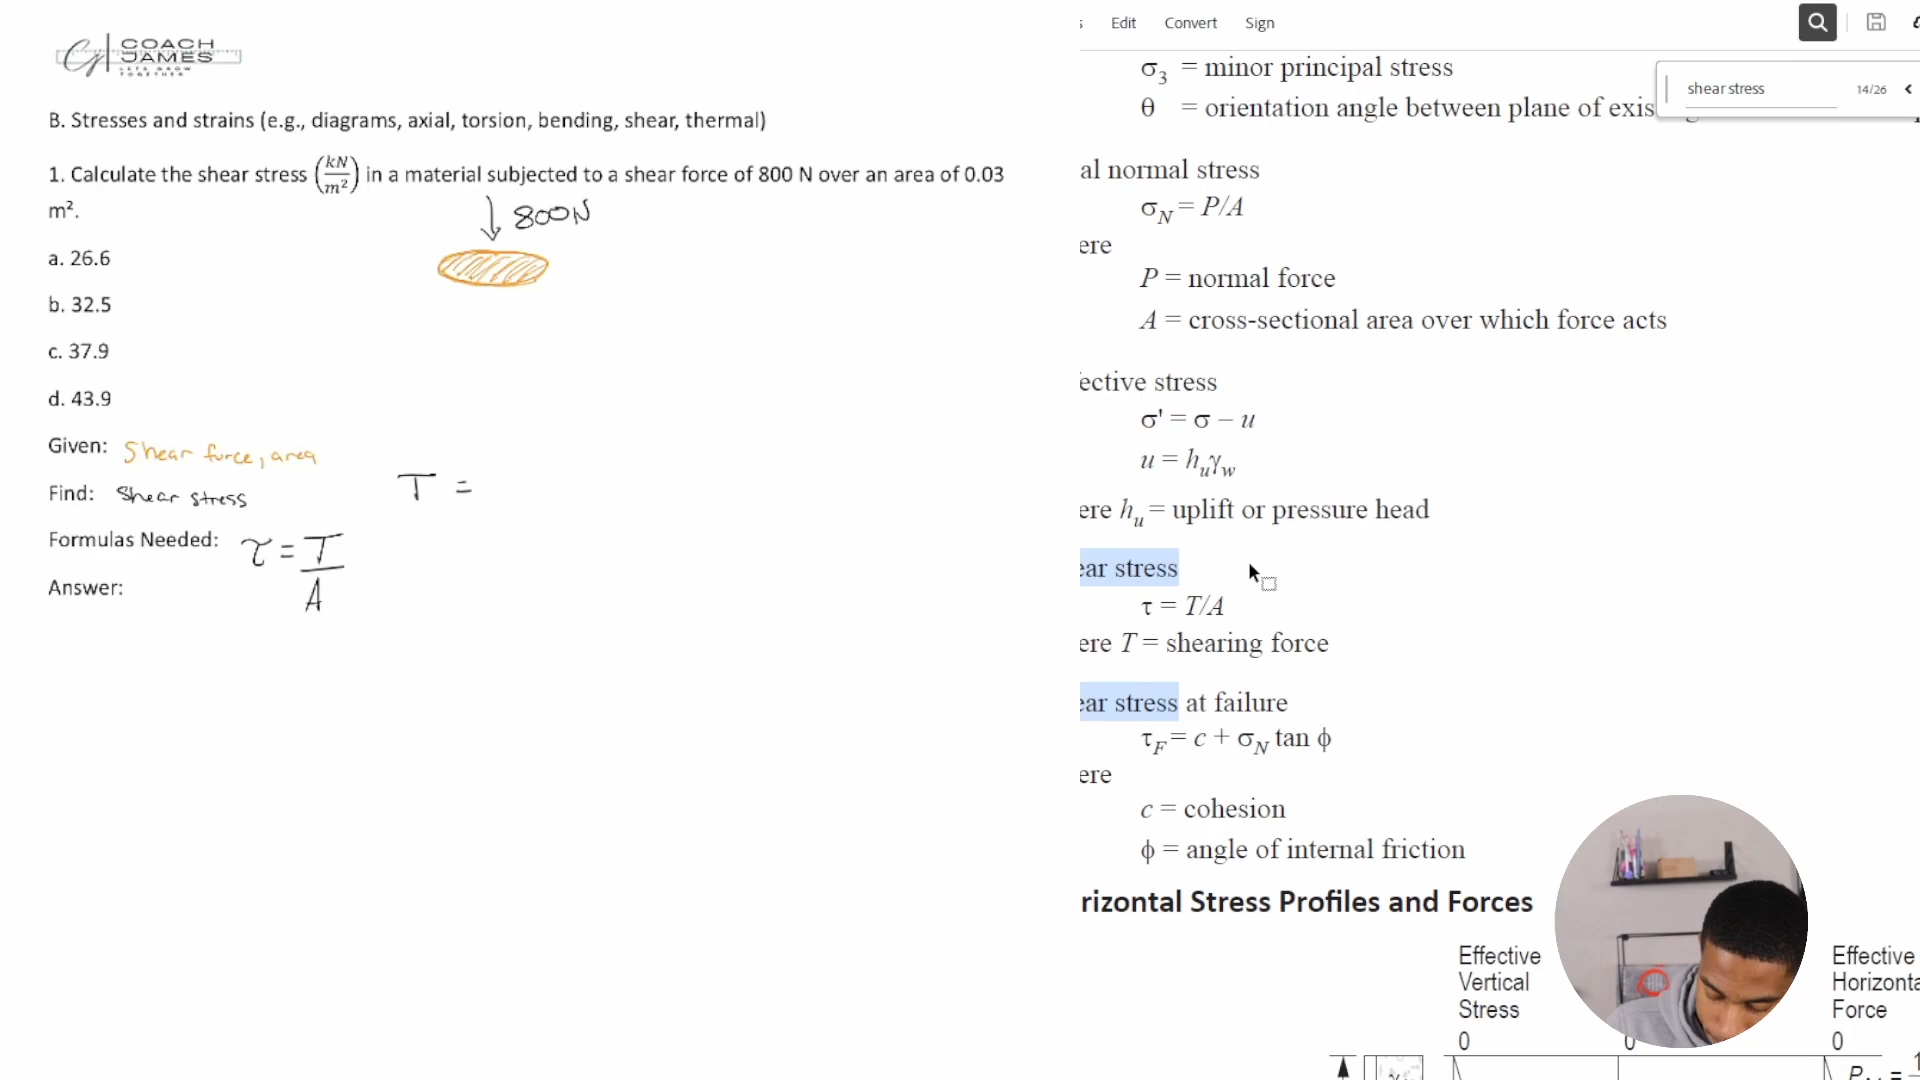 COACH
JAMES
LETS GROW
TOGETHER
B. Stresses and strains (e.g., diagrams, axial, torsion, bending, shear, thermal)
1. Calculate the shear stress (kN/m²) in a material subjected to a shear force of 800 N over an area of 0.03
m².
800N
a. 26.6
b. 32.5
c. 37.9
d. 43.9
Given: Shear force, area
Find: Shear stress
T =
Formulas Needed: τ = T/A
Answer:
Edit Convert Sign
shear stress 14/26
σ3 = minor principal stress
θ = orientation angle between plane of exis
al normal stress
σN = P/A
ere
P = normal force
A = cross-sectional area over which force acts
ective stress
σ' = σ − u
u = huγw
ere hu = uplift or pressure head
ear stress
τ = T/A
ere T = shearing force
ear stress at failure
τF = c + σN tan ϕ
ere
c = cohesion
ϕ = angle of internal friction
rizontal Stress Profiles and Forces
Effective
Vertical
Stress
0
0
Effective
Horizonta
Force
0